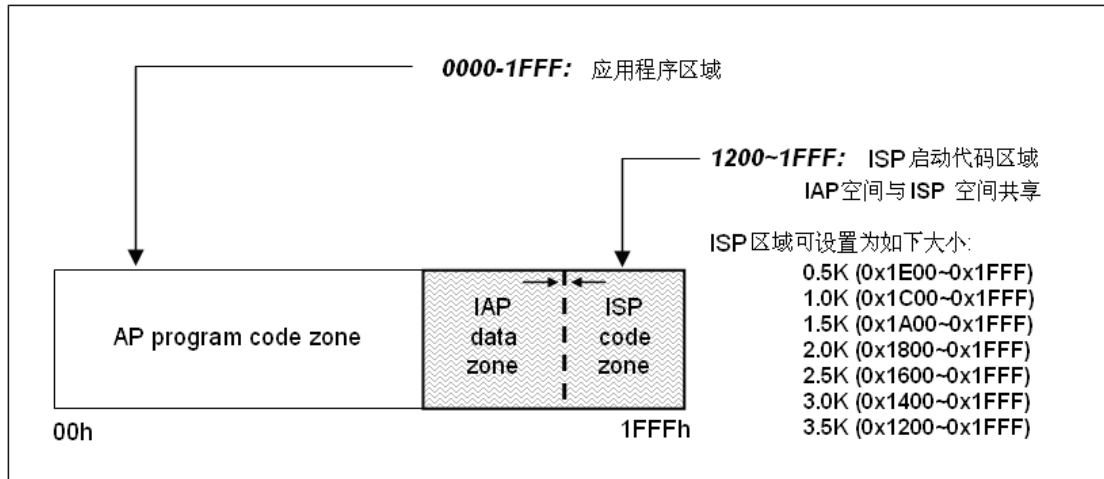 0000-1FFF: 应用程序区域
1200~1FFF: ISP启动代码区域
IAP空间与ISP 空间共享
ISP区域可设置为如下大小:
0.5K (0x1E00~0x1FFF)
1.0K (0x1C00~0x1FFF)
1.5K (0x1A00~0x1FFF)
2.0K (0x1800~0x1FFF)
2.5K (0x1600~0x1FFF)
3.0K (0x1400~0x1FFF)
3.5K (0x1200~0x1FFF)
AP program code zone
IAP
data
zone
ISP
code
zone
00h
1FFFh